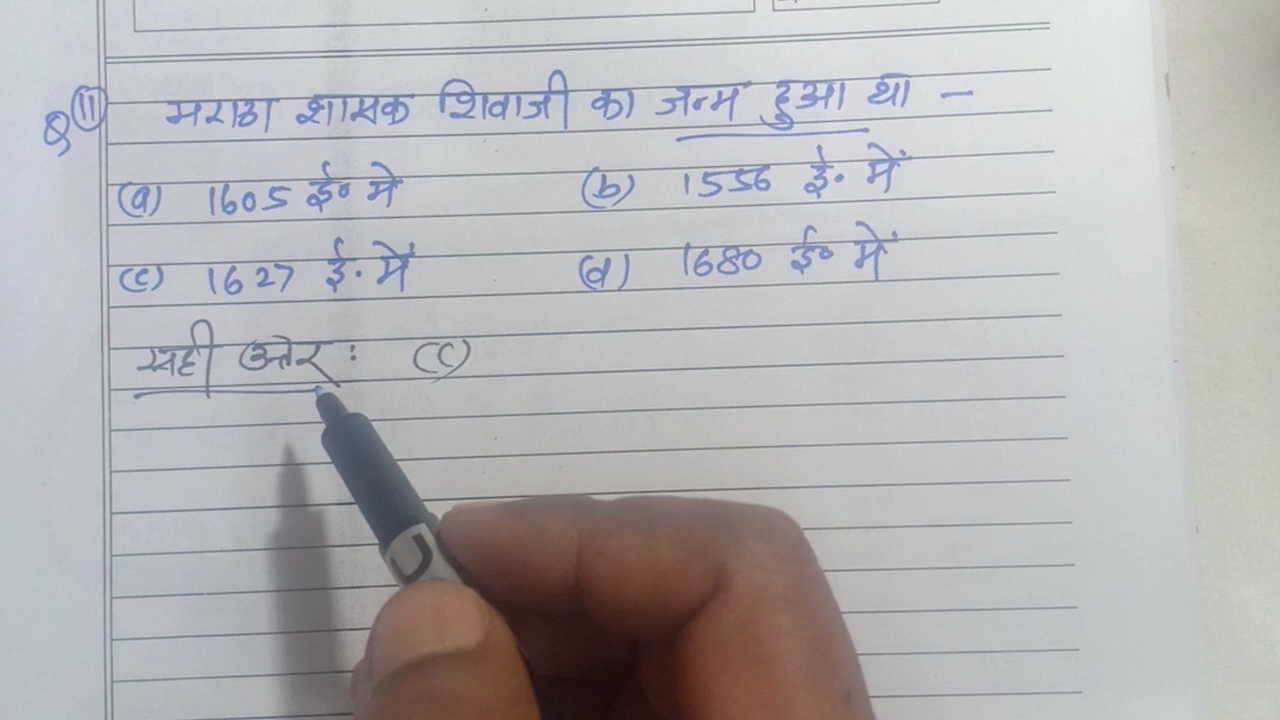 Q (11) मराठा शासक शिवाजी का जन्म हुआ था -
(a) 1605 ई० मे (b) 1556 ई. में
(c) 1627 ई. में (d) 1680 ई० में
सही उत्तर : (C)